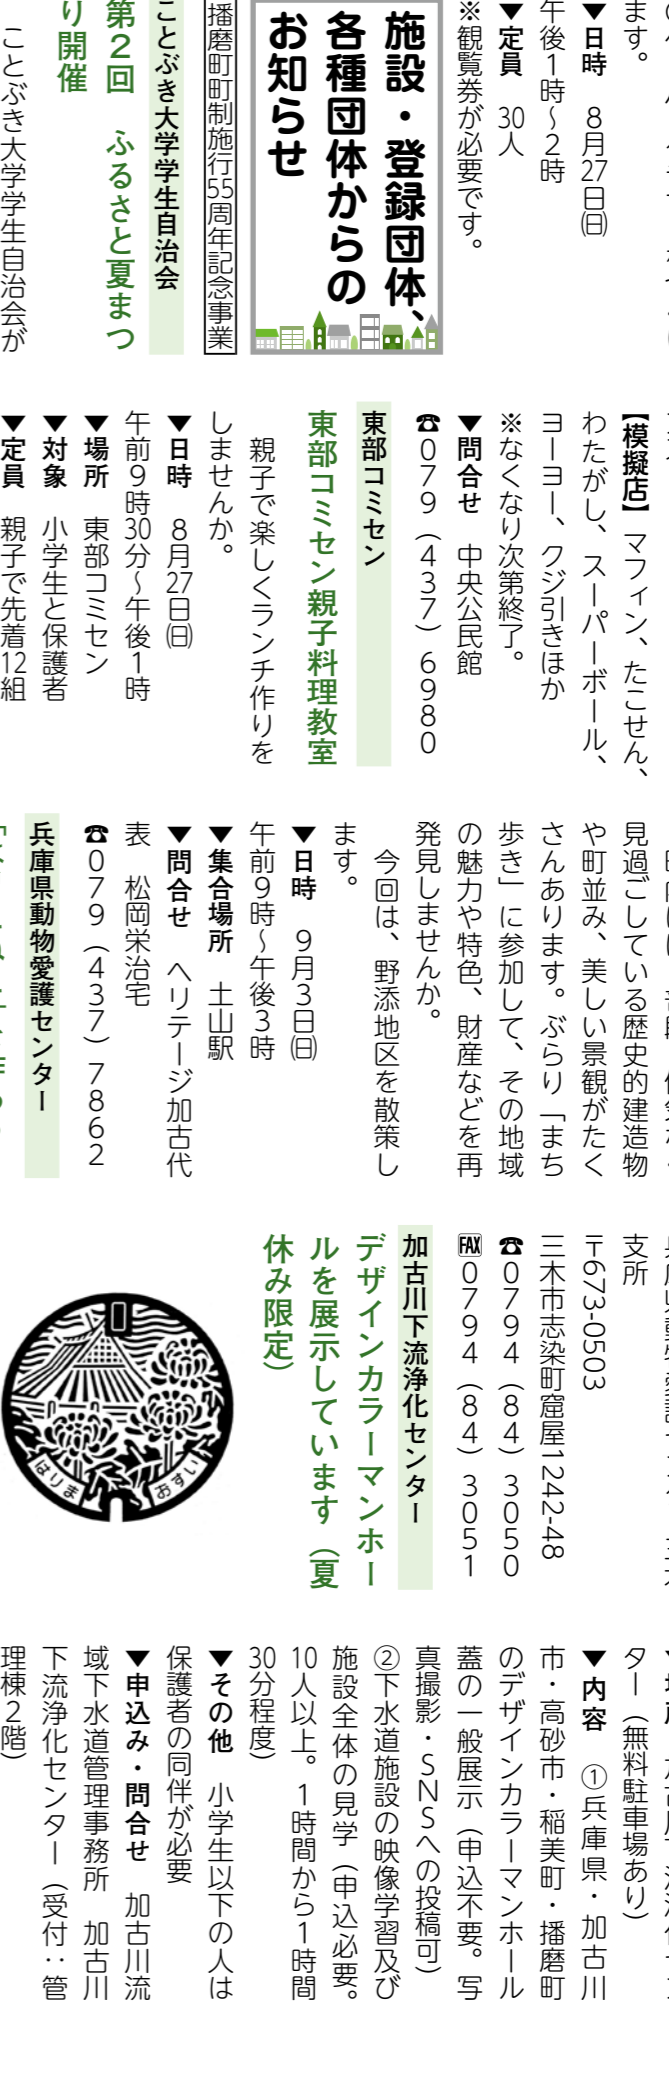 ます。
▼日時　８月27日㈰
午後１時～２時
▼定員　30人
※観覧券が必要です。
施設・登録団体、
各種団体からの
お知らせ
播磨町町制施行55周年記念事業
ことぶき大学学生自治会
第２回　ふるさと夏まつ
り開催
ことぶき大学学生自治会が
【模擬店】マフィン、たこせん、
わたがし、スーパーボール、
ヨーヨー、クジ引きほか
※なくなり次第終了。
▼問合せ　中央公民館
☎０７９（４３７）６９８０
東部コミセン
東部コミセン親子料理教室
親子で楽しくランチ作りを
しませんか。
▼日時　８月27日㈰
午前９時30分～午後１時
▼場所　東部コミセン
▼対象　小学生と保護者
▼定員　親子で先着12組
見過ごしている歴史的建造物
や町並み、美しい景観がたく
さんあります。ぶらり「まち
歩き」に参加して、その地域
の魅力や特色、財産などを再
発見しませんか。
今回は、野添地区を散策し
ます。
▼日時　９月３日㈰
午前９時～午後３時
▼集合場所　土山駅
▼問合せ　ヘリテージ加古代
表　松岡栄治宅
☎０７９（４３７）７８６２
兵庫県動物愛護センター
支所
〒673-0503
三木市志染町窟屋1242-48
☎０７９４（８４）３０５０
FAX０７９４（８４）３０５１
加古川下流浄化センター
デザインカラーマンホー
ルを展示しています（夏
休み限定）
はりま
おすい
ター（無料駐車場あり）
▼内容　①兵庫県・加古川
市・高砂市・稲美町・播磨町
のデザインカラーマンホール
蓋の一般展示（申込不要。写
真撮影・ＳＮＳへの投稿可）
②下水道施設の映像学習及び
施設全体の見学（申込必要。
10人以上。１時間から１時間
30分程度）
▼その他　小学生以下の人は
保護者の同伴が必要
▼申込み・問合せ　加古川流
域下水道管理事務所　加古川
下流浄化センター（受付：管
理棟２階）